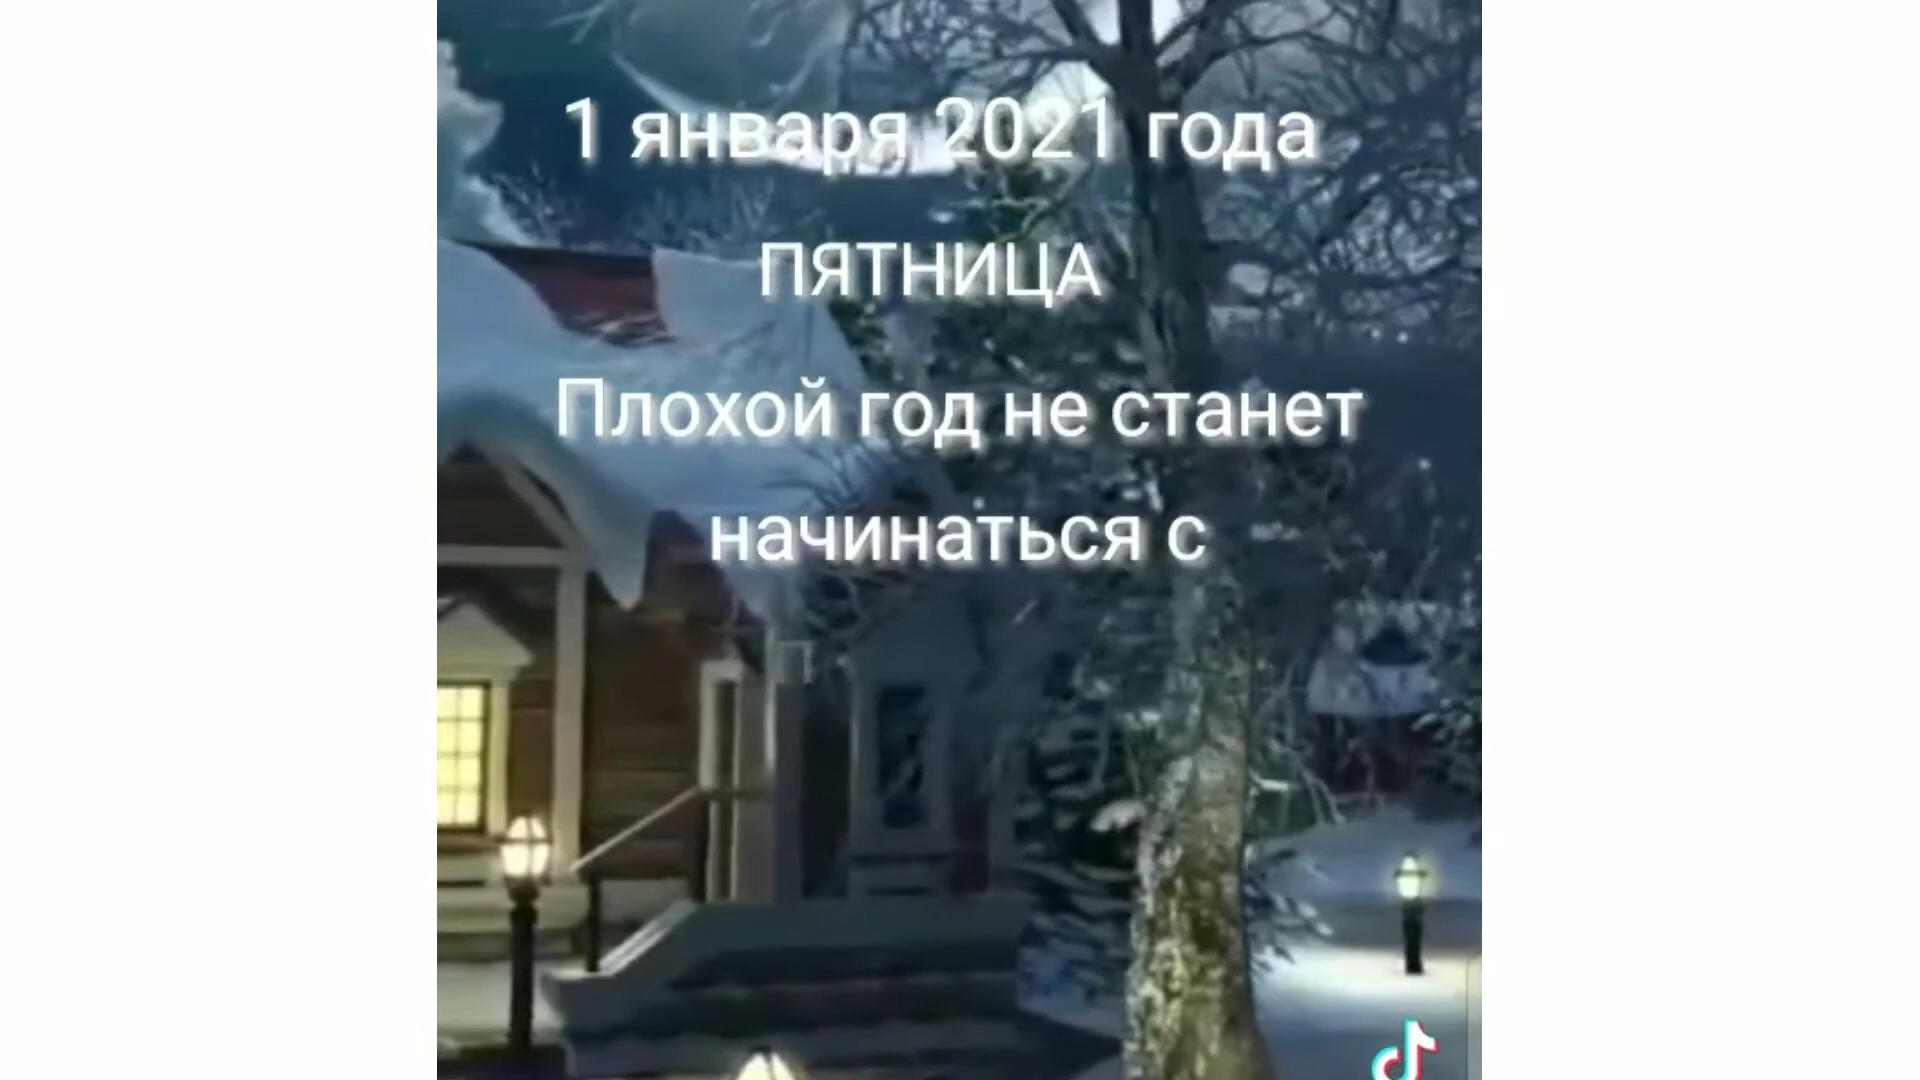 1 января 2021 года
ПЯТНИЦА
Плохой год не станет
начинаться с
П